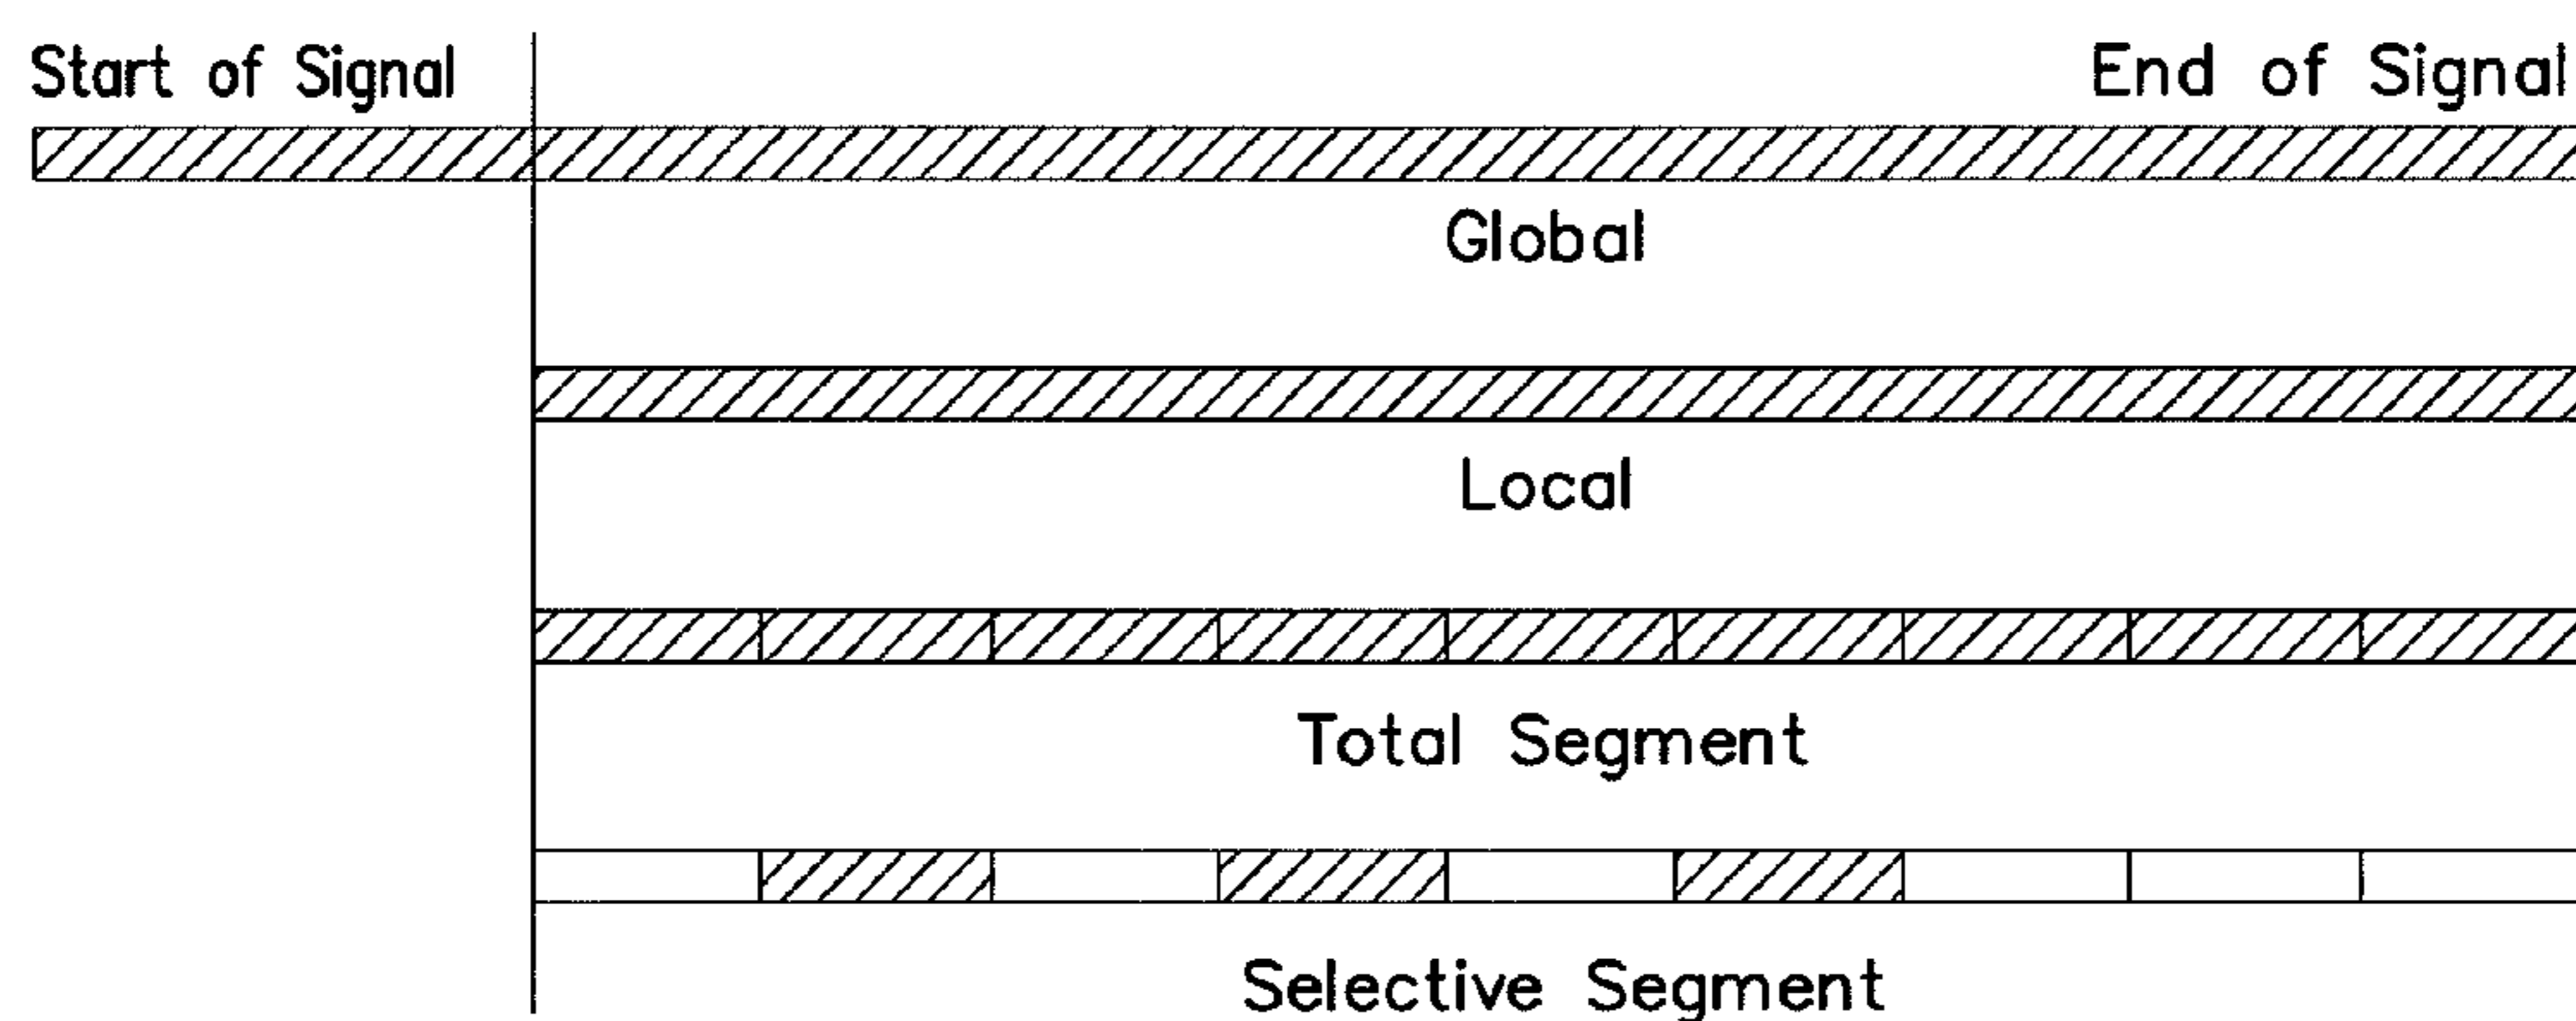 Start of Signal
End of Signal
Global
Local
Total Segment
Selective Segment